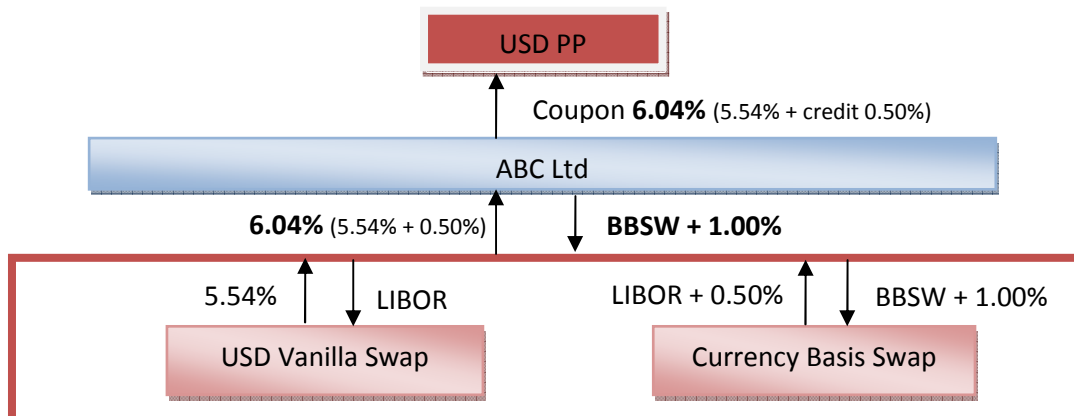 USD PP
Coupon 6.04% (5.54% + credit 0.50%)
ABC Ltd
6.04% (5.54% + 0.50%)
BBSW + 1.00%
5.54%
LIBOR
LIBOR + 0.50%
BBSW + 1.00%
USD Vanilla Swap
Currency Basis Swap